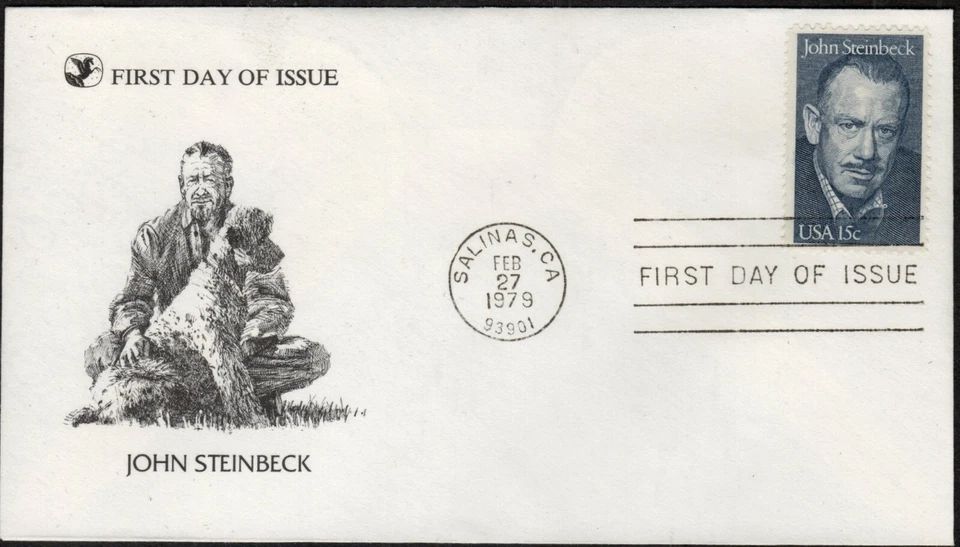 FIRST DAY OF ISSUE
John Steinbeck
USA 15c
SALINAS, CA
FEB
27
1979
93901
FIRST DAY OF ISSUE
JOHN STEINBECK